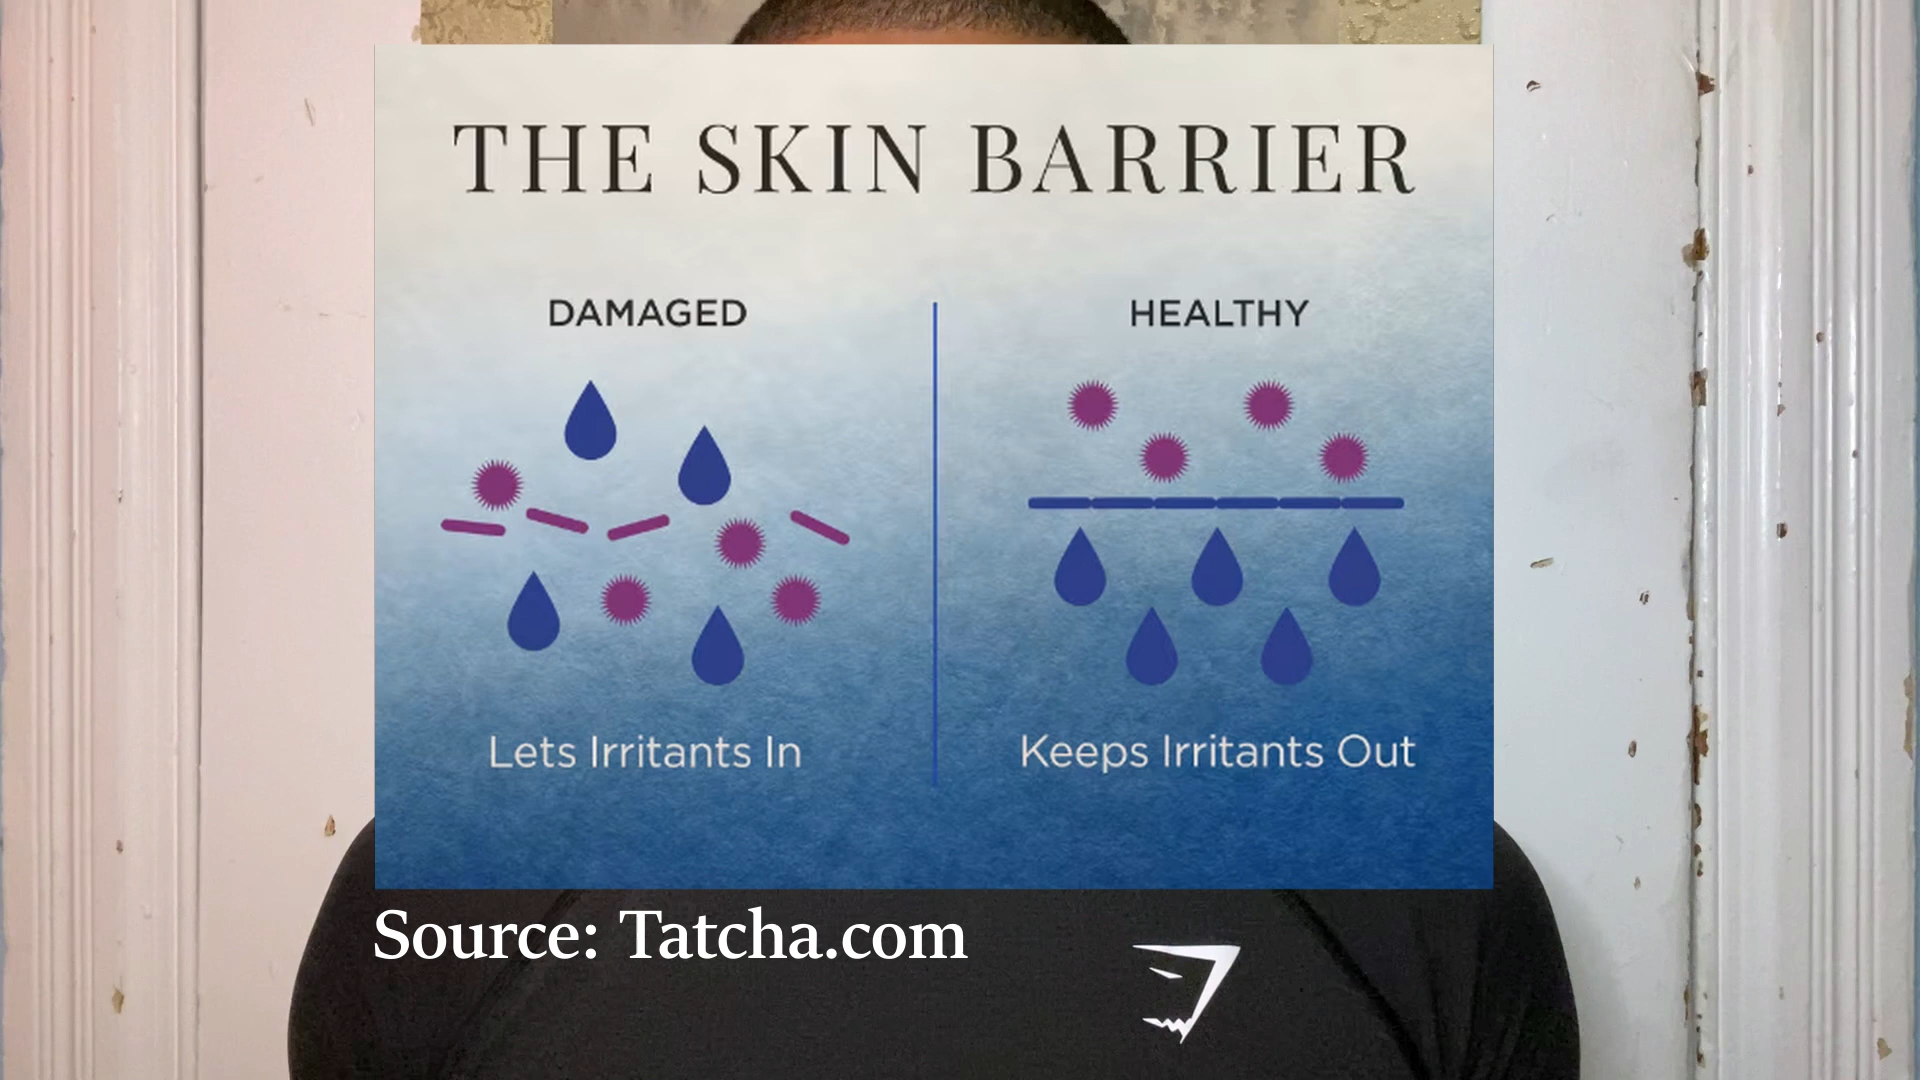 THE SKIN BARRIER
DAMAGED
HEALTHY
Lets Irritants In
Keeps Irritants Out
Source: Tatcha.com